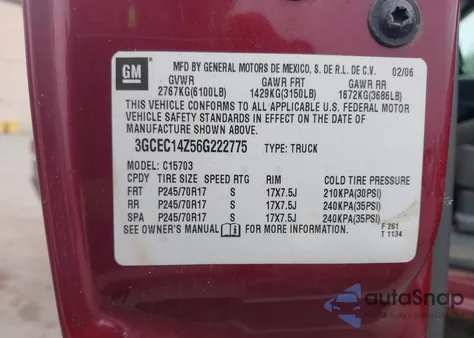 GM
MFD BY GENERAL MOTORS DE MEXICO, S. DE R.L. DE C.V. 02/06
GVWR GAWR FRT GAWR RR
2767KG(6100LB) 1429KG(3150LB) 1672KG(3686LB)
THIS VEHICLE CONFORMS TO ALL APPLICABLE U.S. FEDERAL MOTOR
VEHICLE SAFETY STANDARDS IN EFFECT ON THE DATE OF
MANUFACTURE SHOWN ABOVE.
3GCEC14Z56G222775 TYPE: TRUCK
MODEL: C15703
CPDY TIRE SIZE SPEED RTG RIM COLD TIRE PRESSURE
FRT P245/70R17 S 17X7.5J 210KPA(30PSI)
RR P245/70R17 S 17X7.5J 240KPA(35PSI)
SPA P245/70R17 S 17X7.5J 240KPA(35PSI)
SEE OWNER'S MANUAL FOR MORE INFORMATION.
F 261
T 1134
autaSnap